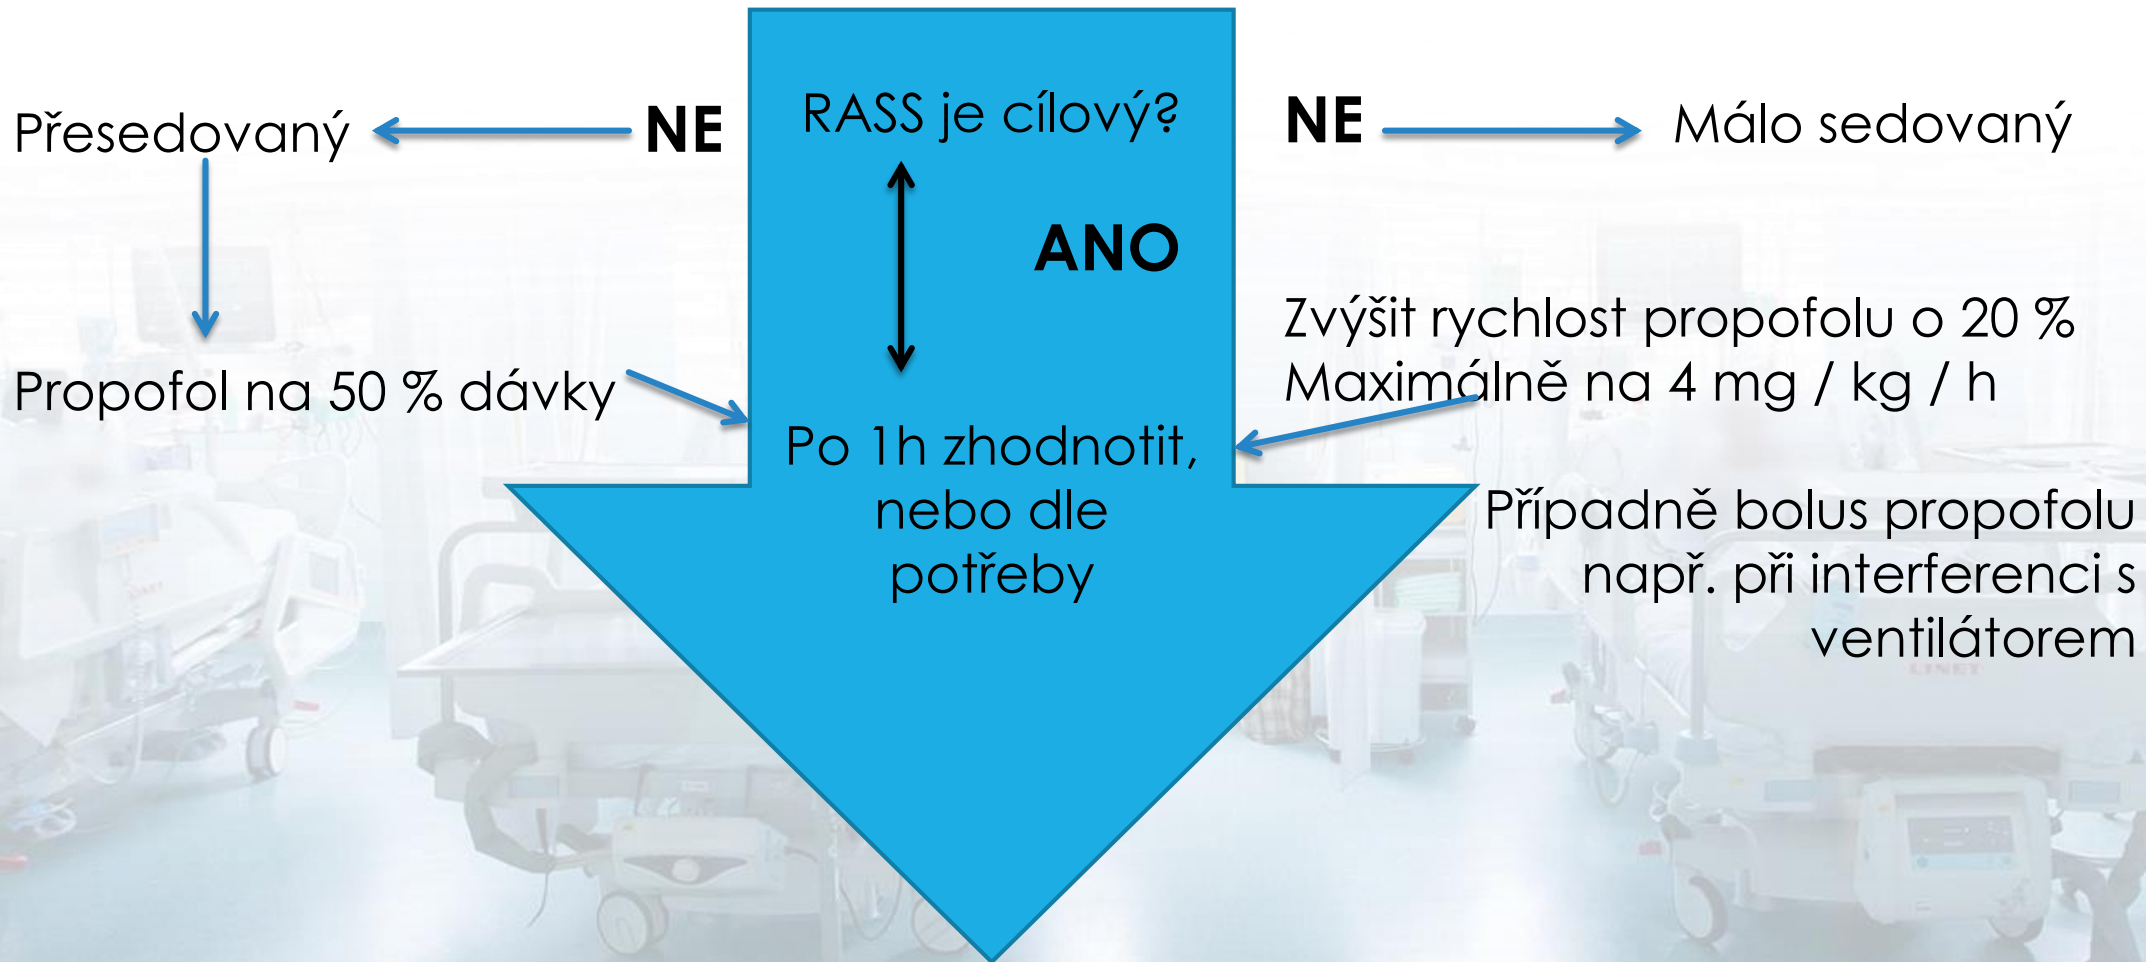 RASS je cílový?
NE
Přesedovaný
NE
Málo sedovaný
ANO
Propofol na 50 % dávky
Zvýšit rychlost propofolu o 20 %
Maximálně na 4 mg / kg / h
Po 1h zhodnotit,
nebo dle
potřeby
Případně bolus propofolu
např. při interferenci s
ventilátorem
LINET